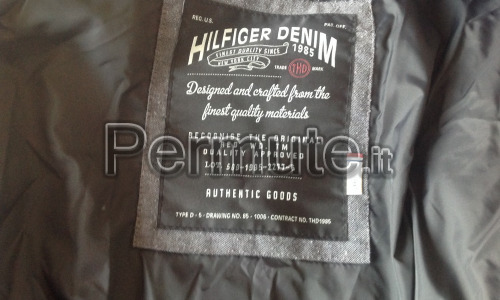 REG. U.S. PAT. OFF.
HILFIGER DENIM
FINEST QUALITY SINCE 1985
NEW YORK CITY
TRADE THD MARK
Designed and crafted from the
finest quality materials
RECOGNISE THE ORIGINAL
QUALITY APPROVED
AUTHENTIC GOODS
TYPE D - 5 - DRAWING NO. 85 - 1006 - CONTRACT NO. THD1985
Permute.it